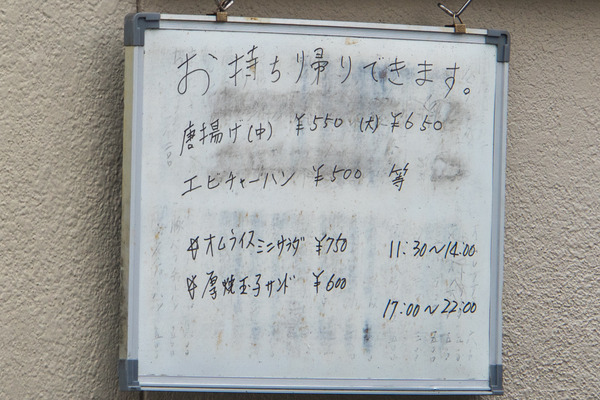 お持ち帰りできます。
唐揚げ(中) ¥550 (大) ¥650
エビチャーハン ¥500 等
オムライスミニサラダ ¥750 11:30〜14:00
厚焼玉子サンド ¥600
17:00〜22:00